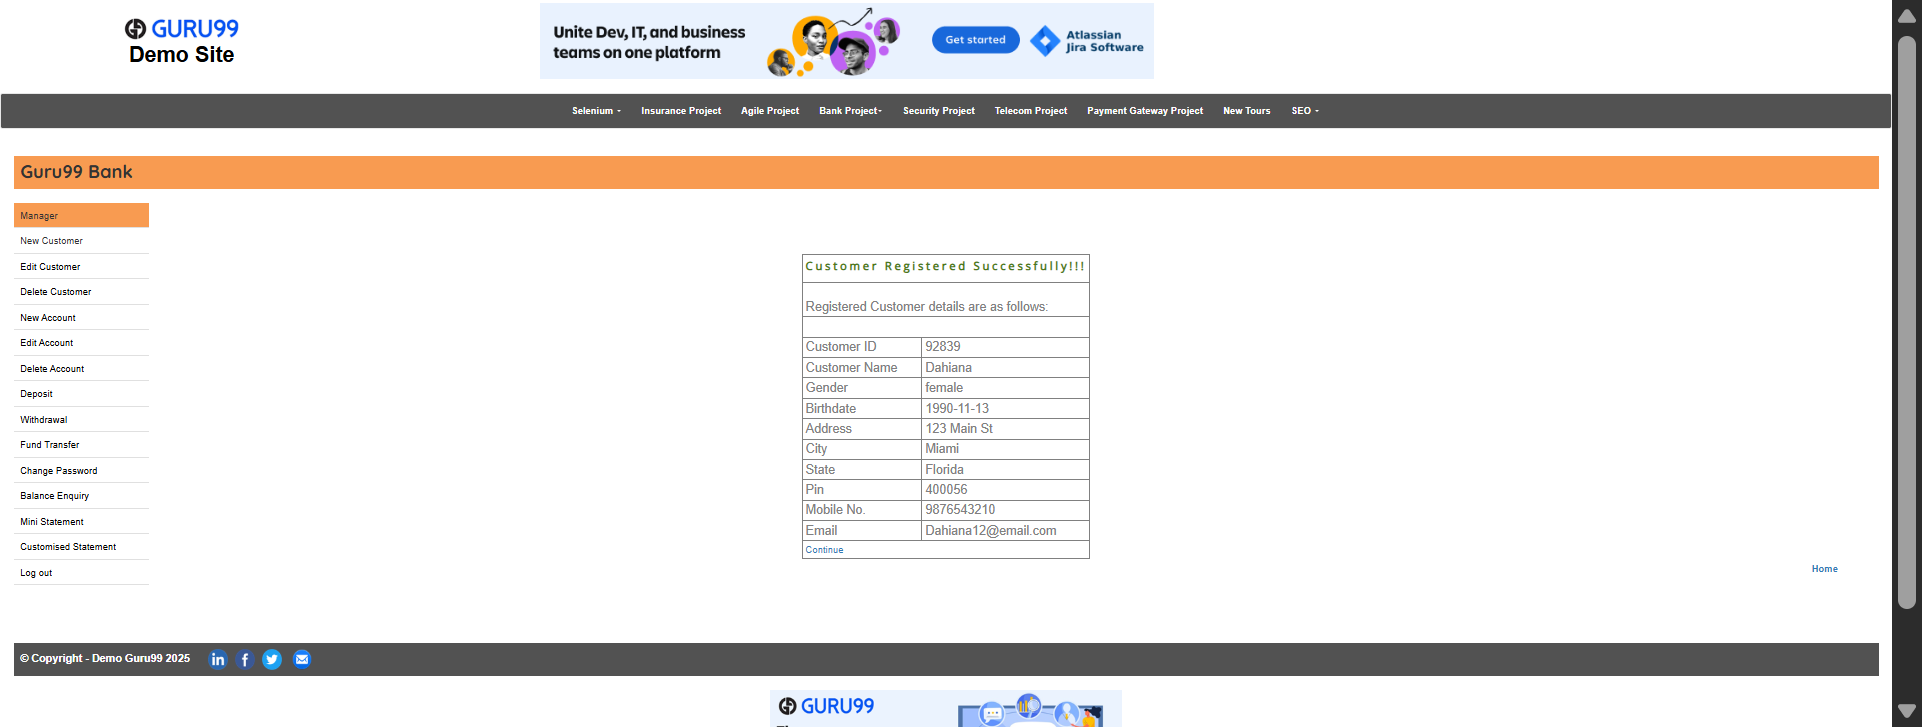 GURU99
Demo Site
Unite Dev, IT, and business
teams on one platform
Get started
Atlassian
Jira Software
Selenium Insurance Project Agile Project Bank Project Security Project Telecom Project Payment Gateway Project New Tours SEO
Guru99 Bank
Manager
New Customer
Edit Customer
Delete Customer
New Account
Edit Account
Delete Account
Deposit
Withdrawal
Fund Transfer
Change Password
Balance Enquiry
Mini Statement
Customised Statement
Log out
Customer Registered Successfully!!!
Registered Customer details are as follows:
Customer ID 92839
Customer Name Dahiana
Gender female
Birthdate 1990-11-13
Address 123 Main St
City Miami
State Florida
Pin 400056
Mobile No. 9876543210
Email Dahiana12@email.com
Continue
Home
© Copyright - Demo Guru99 2025
GURU99